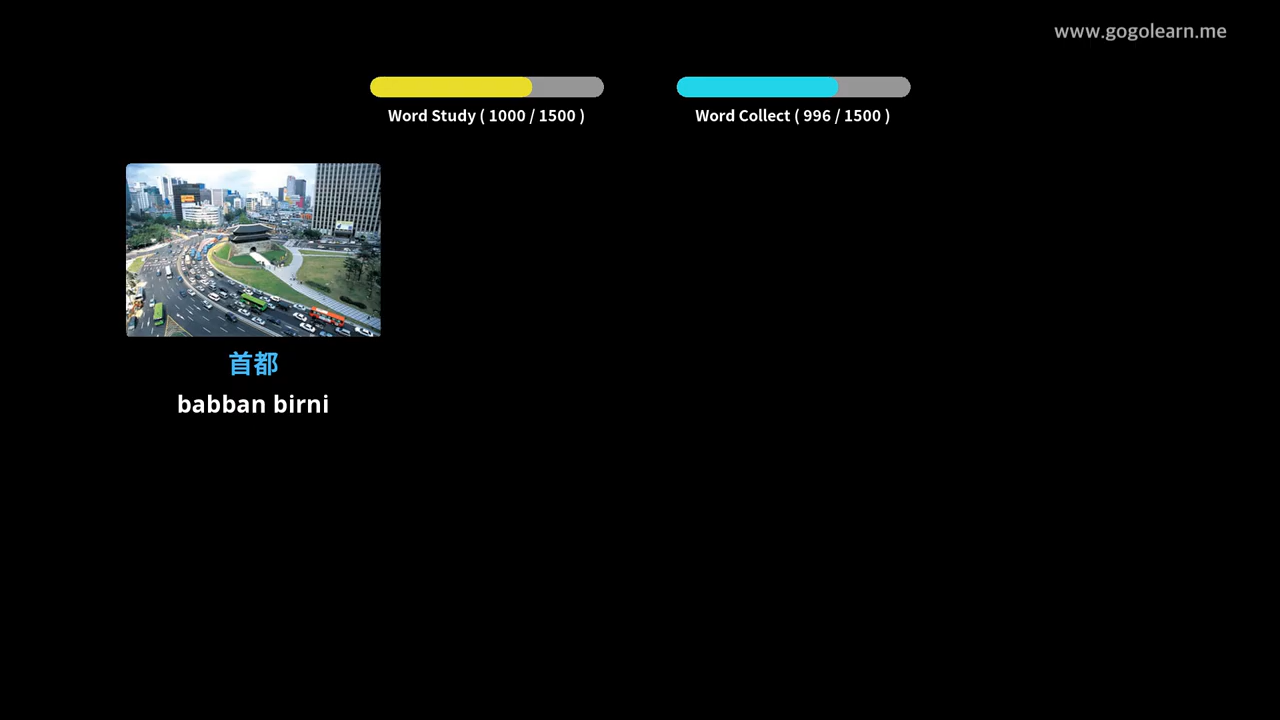 www.gogolearn.me
Word Study ( 1000 / 1500 )
Word Collect ( 996 / 1500 )
首都
babban birni